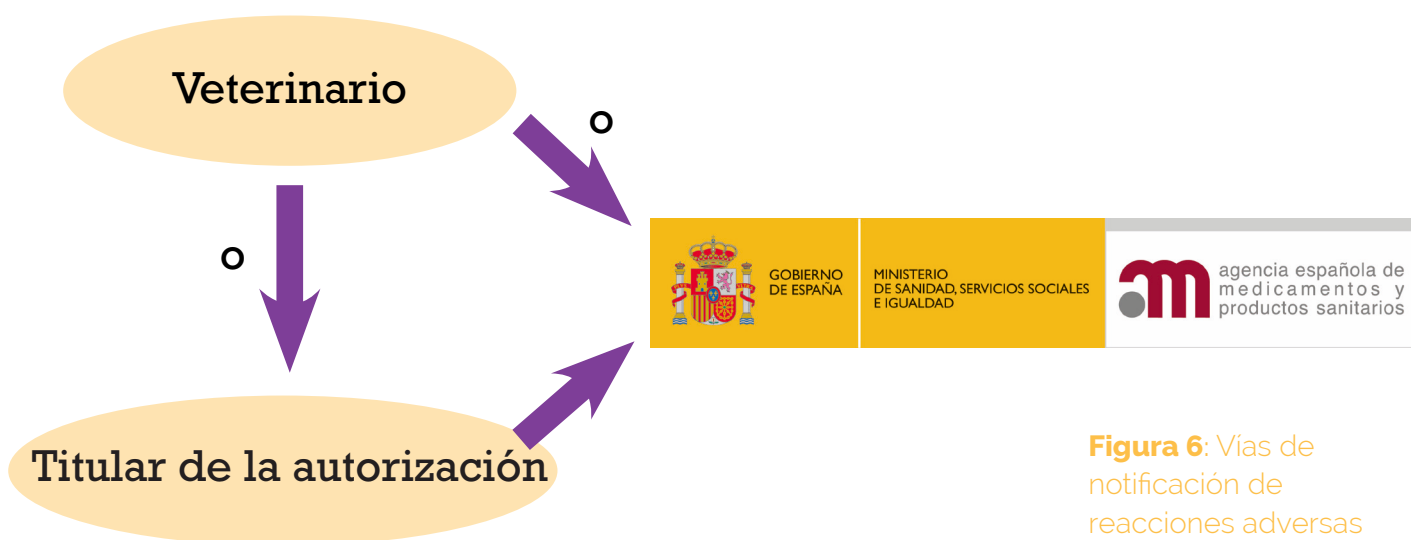 Veterinario
o
o
GOBIERNO
DE ESPAÑA
MINISTERIO
DE SANIDAD, SERVICIOS SOCIALES
E IGUALDAD
agencia española de
medicamentos y
productos sanitarios
Titular de la autorización
Figura 6: Vías de
notificación de
reacciones adversas